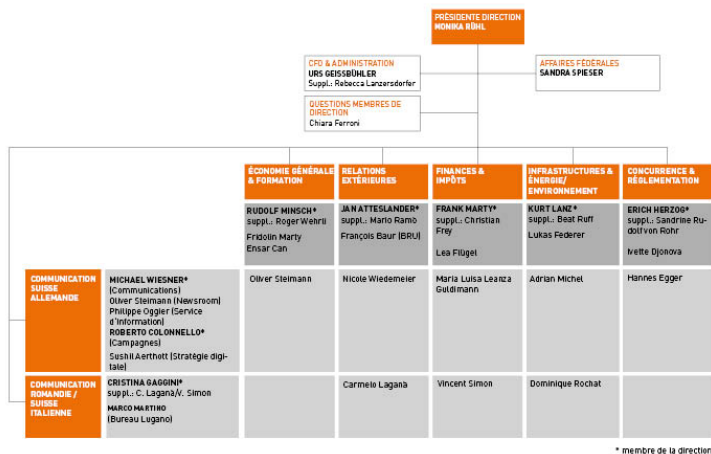 PRÉSIDENTE DIRECTION
MONIKA RÜHL
CFO & ADMINISTRATION
URS GEISSBÜHLER
Suppl.: Rebecca Lanzersdorfer
AFFAIRES FÉDÉRALES
SANDRA SPIESER
QUESTIONS MEMBRES DE
DIRECTION
Chiara Ferroni
ÉCONOMIE GÉNÉRALE
& FORMATION
RELATIONS
EXTÉRIEURES
FINANCES &
IMPÔTS
INFRASTRUCTURES &
ÉNERGIE/
ENVIRONNEMENT
CONCURRENCE &
RÉGLEMENTATION
RUDOLF MINSCH*
suppl.: Roger Wehrli
Fridolin Marty
Ensar Can
JAN ATTESLANDER*
suppl.: Mario Ramò
François Baur (BRU)
FRANK MARTY*
suppl.: Christian
Frey
Lea Flügel
KURT LANZ*
suppl.: Beat Ruff
Lukas Federer
ERICH HERZOG*
suppl.: Sandrine Ru-
dolf von Rohr
Ivette Djonova
COMMUNICATION
SUISSE
ALLEMANDE
MICHAEL WIESNER*
(Communications)
Oliver Steimann (Newsroom)
Philippe Oggier (Service
d'Information)
ROBERTO COLONNELLO*
(Campagnes)
Sushil Aerthott (Stratégie digi-
tale)
Oliver Steimann
Nicole Wiedemeier
Maria Luisa Leanza
Guldimann
Adrian Michel
Hannes Egger
COMMUNICATION
ROMANDIE /
SUISSE
ITALIENNE
CRISTINA GAGGINI*
suppl.: C. Laganà/V. Simon
MARCO MARTINO
(Bureau Lugano)
Carmelo Laganà
Vincent Simon
Dominique Rochat
* membre de la direction